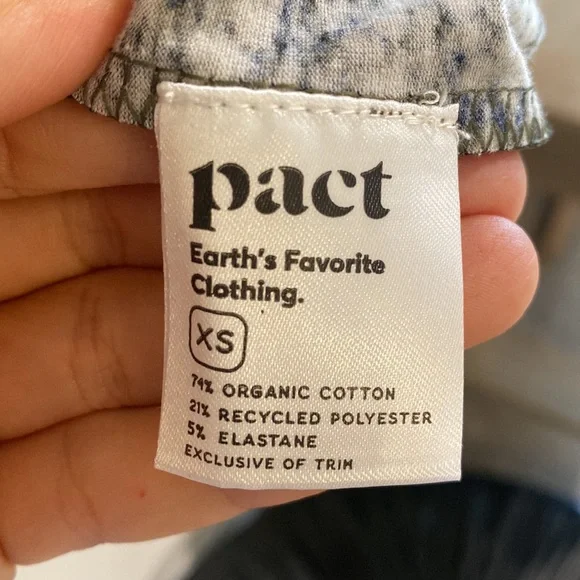 pact
Earth's Favorite
Clothing.
XS
74% ORGANIC COTTON
21% RECYCLED POLYESTER
5% ELASTANE
EXCLUSIVE OF TRIM